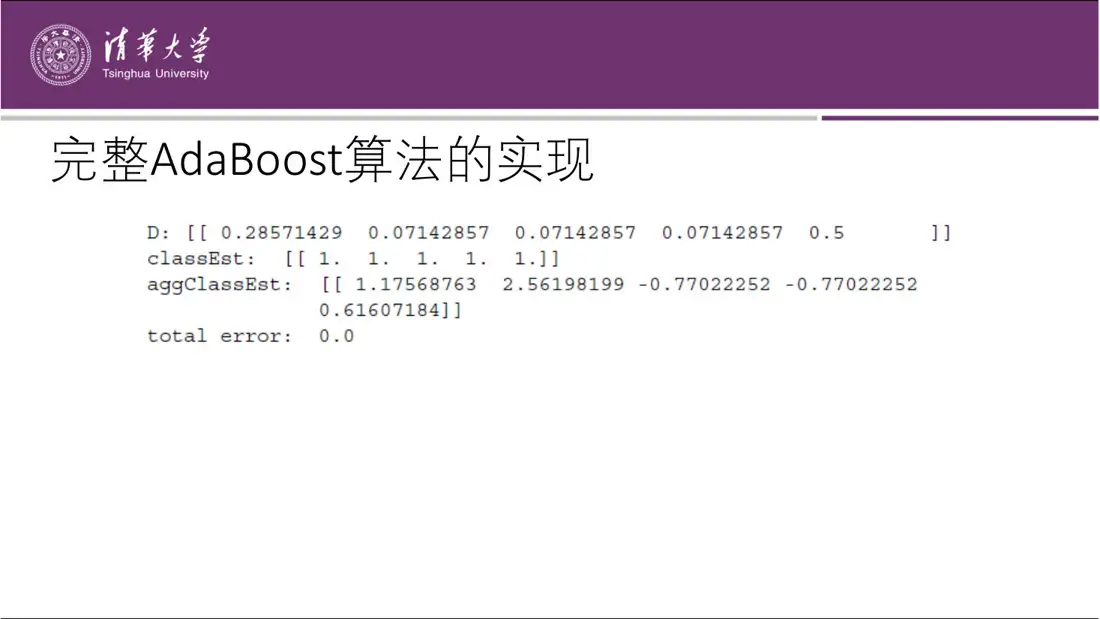 清华大学
Tsinghua University
完整AdaBoost算法的实现
D: [[ 0.28571429 0.07142857 0.07142857 0.07142857 0.5 ]]
classEst: [[ 1. 1. 1. 1. 1.]]
aggClassEst: [[ 1.17568763 2.56198199 -0.77022252 -0.77022252
0.61607184]]
total error: 0.0